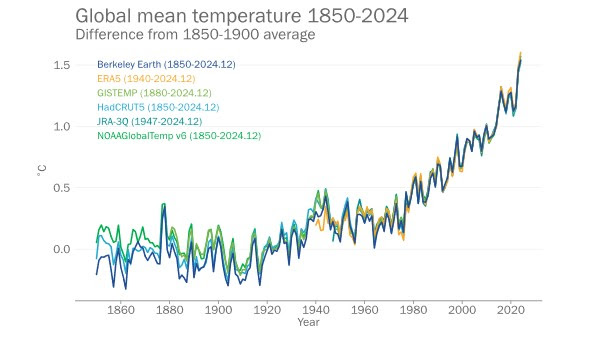 Global mean temperature 1850-2024
Difference from 1850-1900 average
Berkeley Earth (1850-2024.12)
ERA5 (1940-2024.12)
GISTEMP (1880-2024.12)
HadCRUT5 (1850-2024.12)
JRA-3Q (1947-2024.12)
NOAAGlobalTemp v6 (1850-2024.12)
1.5
1.0
0.5
0.0
°C
1860 1880 1900 1920 1940 1960 1980 2000 2020
Year